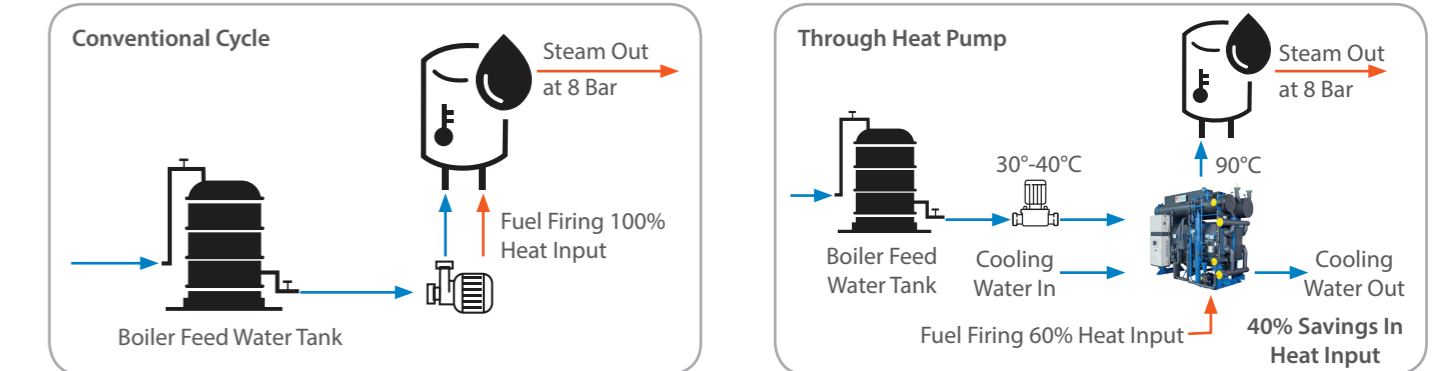 Conventional Cycle
Steam Out
at 8 Bar
Fuel Firing 100%
Heat Input
Boiler Feed Water Tank
Through Heat Pump
Steam Out
at 8 Bar
30°-40°C
90°C
Boiler Feed
Water Tank
Cooling
Water In
Cooling
Water Out
Fuel Firing 60% Heat Input
40% Savings In
Heat Input